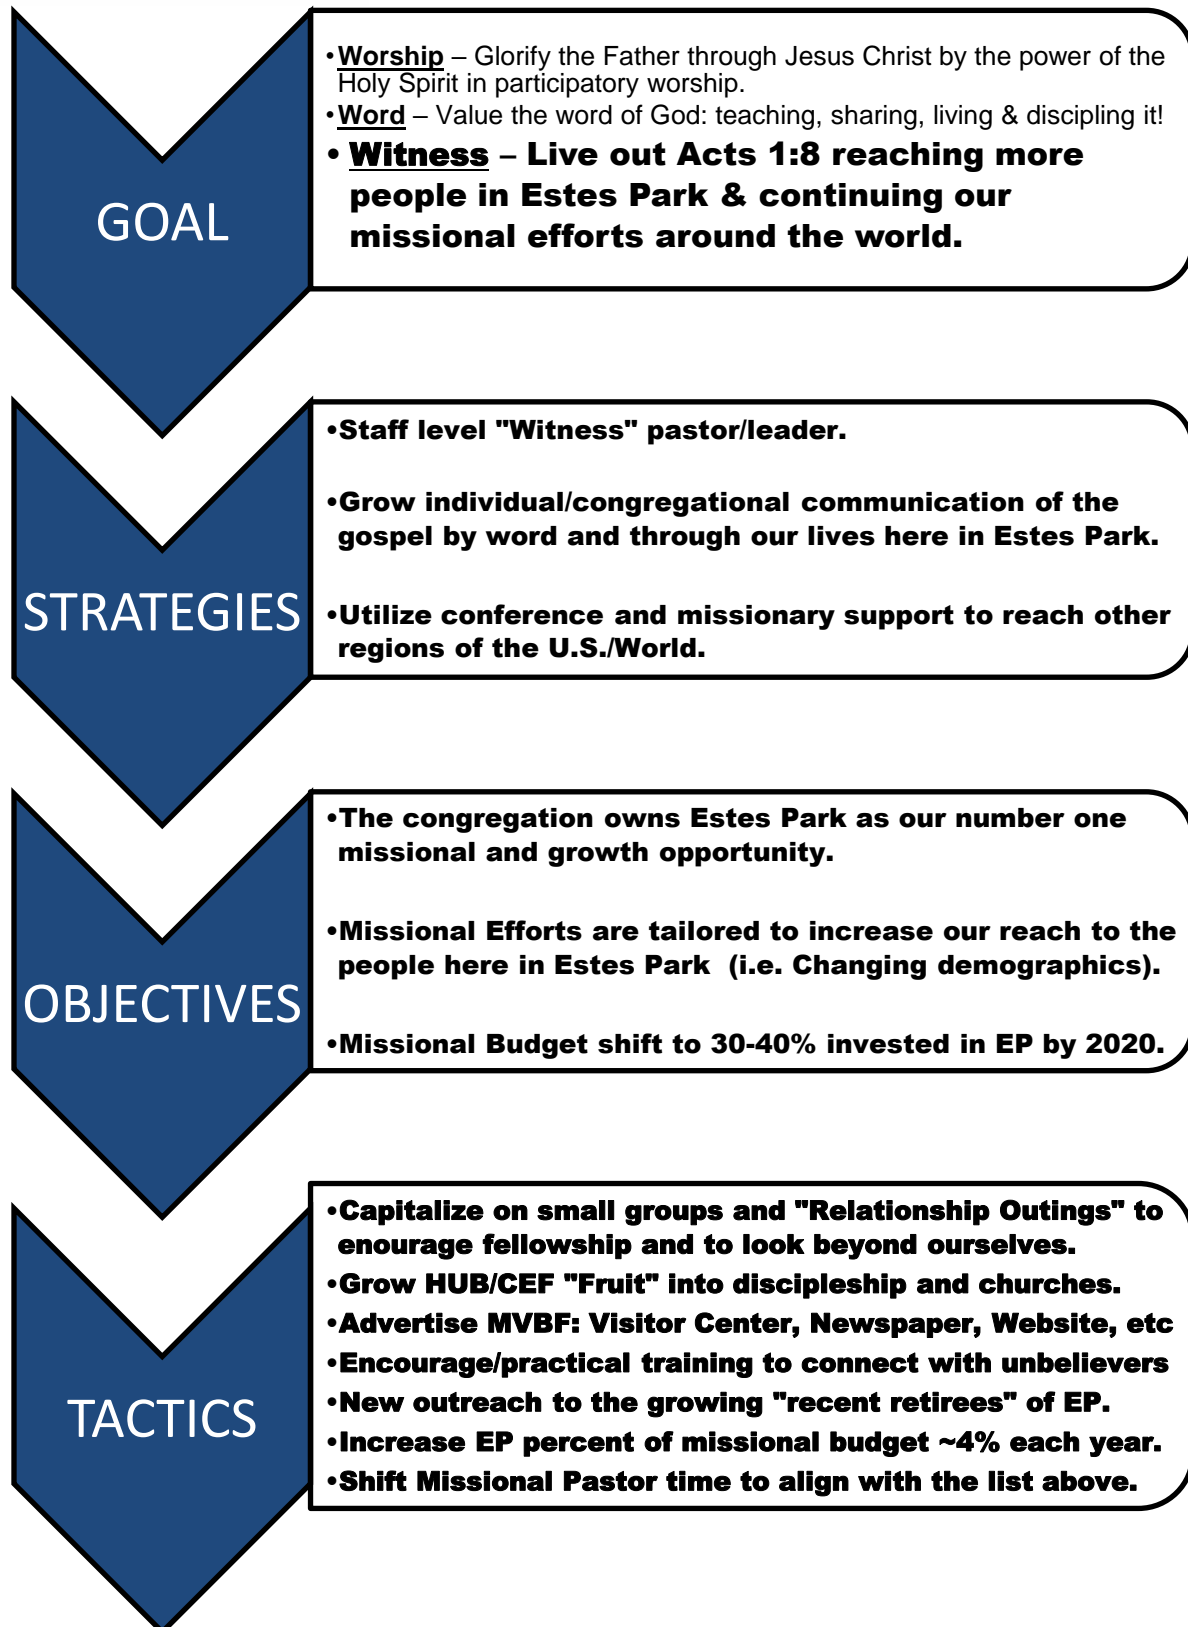 GOAL
•Worship – Glorify the Father through Jesus Christ by the power of the
Holy Spirit in participatory worship.
•Word – Value the word of God: teaching, sharing, living & discipling it!
• Witness – Live out Acts 1:8 reaching more
people in Estes Park & continuing our
missional efforts around the world.
STRATEGIES
•Staff level "Witness" pastor/leader.
•Grow individual/congregational communication of the
gospel by word and through our lives here in Estes Park.
•Utilize conference and missionary support to reach other
regions of the U.S./World.
OBJECTIVES
•The congregation owns Estes Park as our number one
missional and growth opportunity.
•Missional Efforts are tailored to increase our reach to the
people here in Estes Park (i.e. Changing demographics).
•Missional Budget shift to 30-40% invested in EP by 2020.
TACTICS
•Capitalize on small groups and "Relationship Outings" to
enourage fellowship and to look beyond ourselves.
•Grow HUB/CEF "Fruit" into discipleship and churches.
•Advertise MVBF: Visitor Center, Newspaper, Website, etc
•Encourage/practical training to connect with unbelievers
•New outreach to the growing "recent retirees" of EP.
•Increase EP percent of missional budget ~4% each year.
•Shift Missional Pastor time to align with the list above.